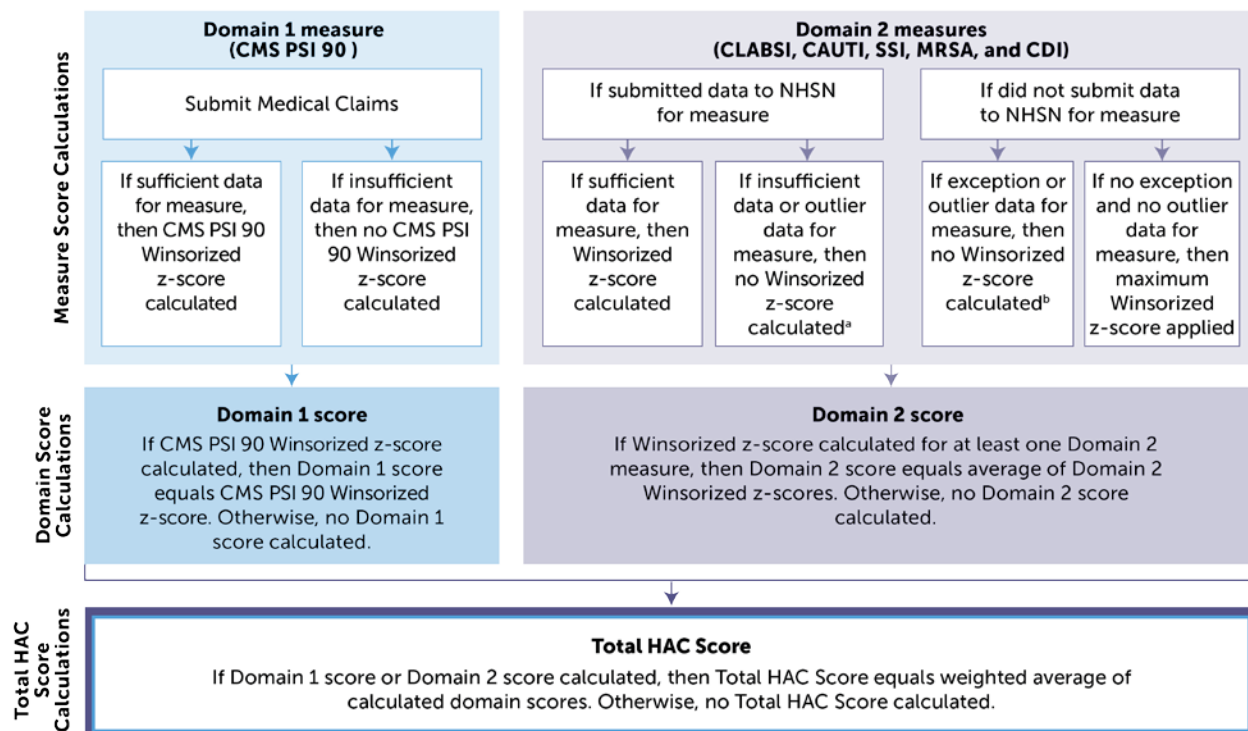 Measure Score Calculations
Domain 1 measure
(CMS PSI 90 )
Submit Medical Claims
If sufficient data
for measure,
then CMS PSI 90
Winsorized
z-score
calculated
If insufficient
data for measure,
then no CMS PSI
90 Winsorized
z-score
calculated
Domain 2 measures
(CLABSI, CAUTI, SSI, MRSA, and CDI)
If submitted data to NHSN
for measure
If did not submit data
to NHSN for measure
If sufficient
data for
measure, then
Winsorized
z-score
calculated
If insufficient
data or outlier
data for
measure, then
no Winsorized
z-score
calculatedᵃ
If exception or
outlier data for
measure, then
no Winsorized
z-score
calculatedᵇ
If no exception
and no outlier
data for
measure, then
maximum
Winsorized
z-score applied
Domain Score
Calculations
Domain 1 score
If CMS PSI 90 Winsorized z-score
calculated, then Domain 1 score
equals CMS PSI 90 Winsorized
z-score. Otherwise, no Domain 1
score calculated.
Domain 2 score
If Winsorized z-score calculated for at least one Domain 2
measure, then Domain 2 score equals average of Domain 2
Winsorized z-scores. Otherwise, no Domain 2 score
calculated.
Total HAC
Score
Calculations
Total HAC Score
If Domain 1 score or Domain 2 score calculated, then Total HAC Score equals weighted average of
calculated domain scores. Otherwise, no Total HAC Score calculated.